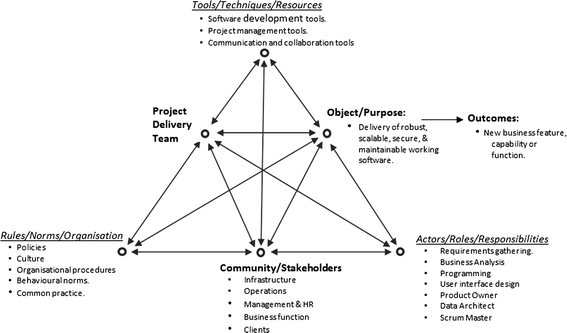 Tools/Techniques/Resources
• Software development tools.
• Project management tools.
• Communication and collaboration tools
Project
Delivery
Team
Object/Purpose:
• Delivery of robust,
scalable, secure, &
maintainable working
software.
Outcomes:
• New business feature,
capability or
function.
Rules/Norms/Organisation
• Policies
• Culture
• Organisational procedures
• Behavioural norms.
• Common practice.
Community/Stakeholders
• Infrastructure
• Operations
• Management & HR
• Business function
• Clients
Actors/Roles/Responsibilities
• Requirements gathering.
• Business Analysis
• Programming
• User interface design
• Product Owner
• Data Architect
• Scrum Master